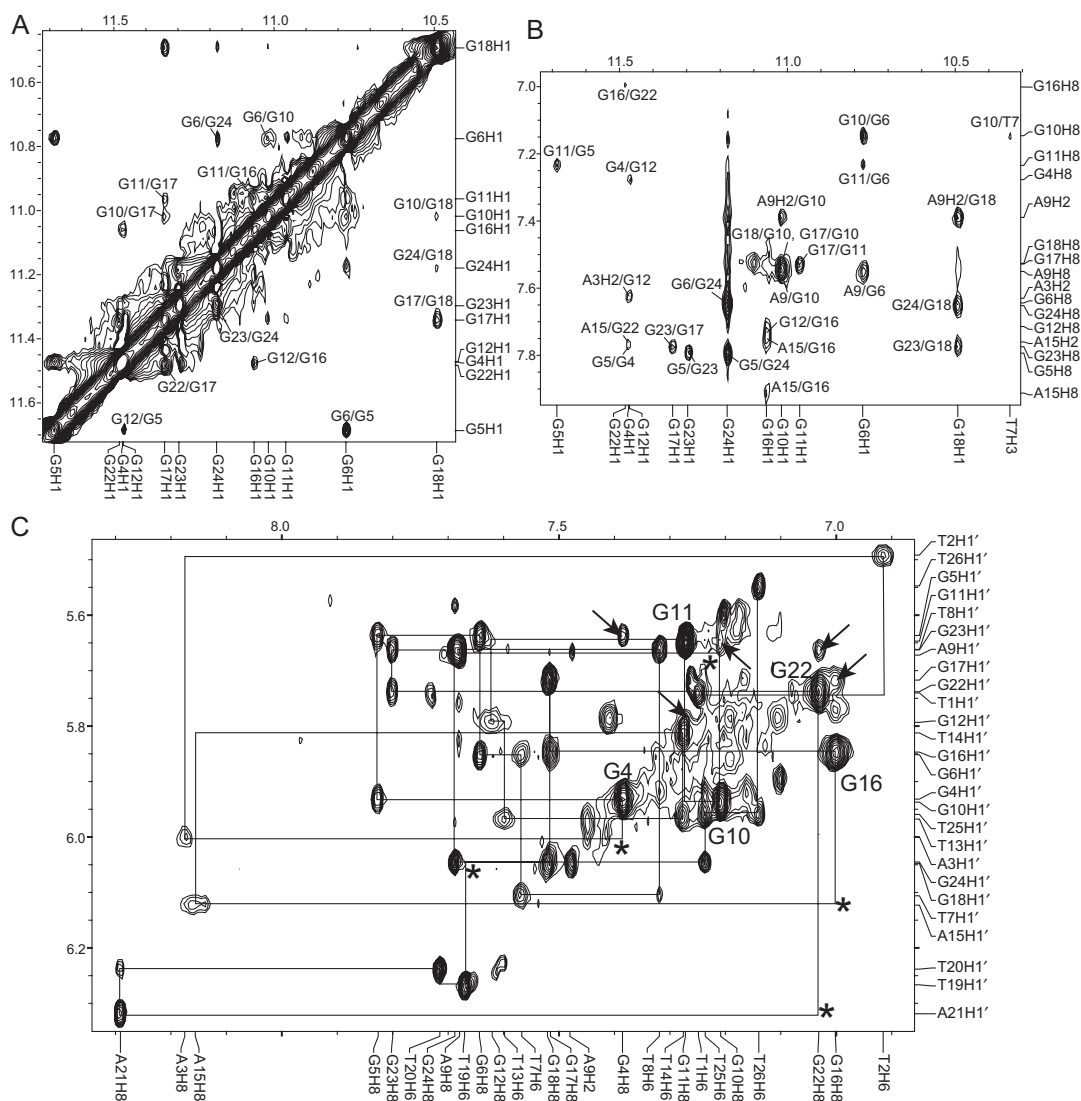 A
11.5
11.0
10.5
10.6
10.8
11.0
11.2
11.4
11.6
G6/G24
G6/G10
G11/G16
G11/G17
G10/G17
G10/G18
G24/G18
G17/G18
G23/G24
G12/G16
G22/G17
G12/G5
G6/G5
G18H1
G6H1
G11H1
G10H1
G16H1
G24H1
G23H1
G17H1
G12H1
G4H1
G22H1
G5H1
G5H1
G22H1
G4H1
G12H1
G17H1
G23H1
G24H1
G16H1
G10H1
G11H1
G6H1
G18H1
B
11.5
11.0
10.5
7.0
7.2
7.4
7.6
7.8
G16/G22
G10/G6
G10/T7
G11/G5
G4/G12
G11/G6
A9H2/G10
A9H2/G18
G18/G10, G17/G10
G17/G11
A3H2/G12
G6/G24
A9/G10
A9/G6
G12/G16
G24/G18
A15/G22
G5/G4
G23/G17
G5/G23
G5/G24
A15/G16
G23/G18
A15/G16
G16H8
G10H8
G11H8
G4H8
A9H2
G18H8
G17H8
A9H8
A3H2
G6H8
G24H8
G12H8
A15H2
G23H8
G5H8
A15H8
G5H1
G22H1
G4H1
G12H1
G17H1
G23H1
G24H1
G16H1
G10H1
G11H1
G6H1
G18H1
T7H3
C
8.0
7.5
7.0
5.6
5.8
6.0
6.2
G11
G22
G4
G16
G10
*
*
*
*
*
T2H1′
T26H1′
G5H1′
G11H1′
T8H1′
G23H1′
A9H1′
G17H1′
G22H1′
T1H1′
G12H1′
T14H1′
G16H1′
G6H1′
G4H1′
G10H1′
T25H1′
T13H1′
A3H1′
G24H1′
G18H1′
T7H1′
A15H1′
T20H1′
T19H1′
A21H1′
A21H8
A3H8
A15H8
G5H8
G23H8
T20H6
G24H8
A9H8
T19H6
G6H8
G12H8
T13H6
T7H6
G18H8
G17H8
A9H2
G4H8
T8H6
T14H6
G11H8
T1H6
T25H6
G10H8
T26H6
G22H8
G16H8
T2H6